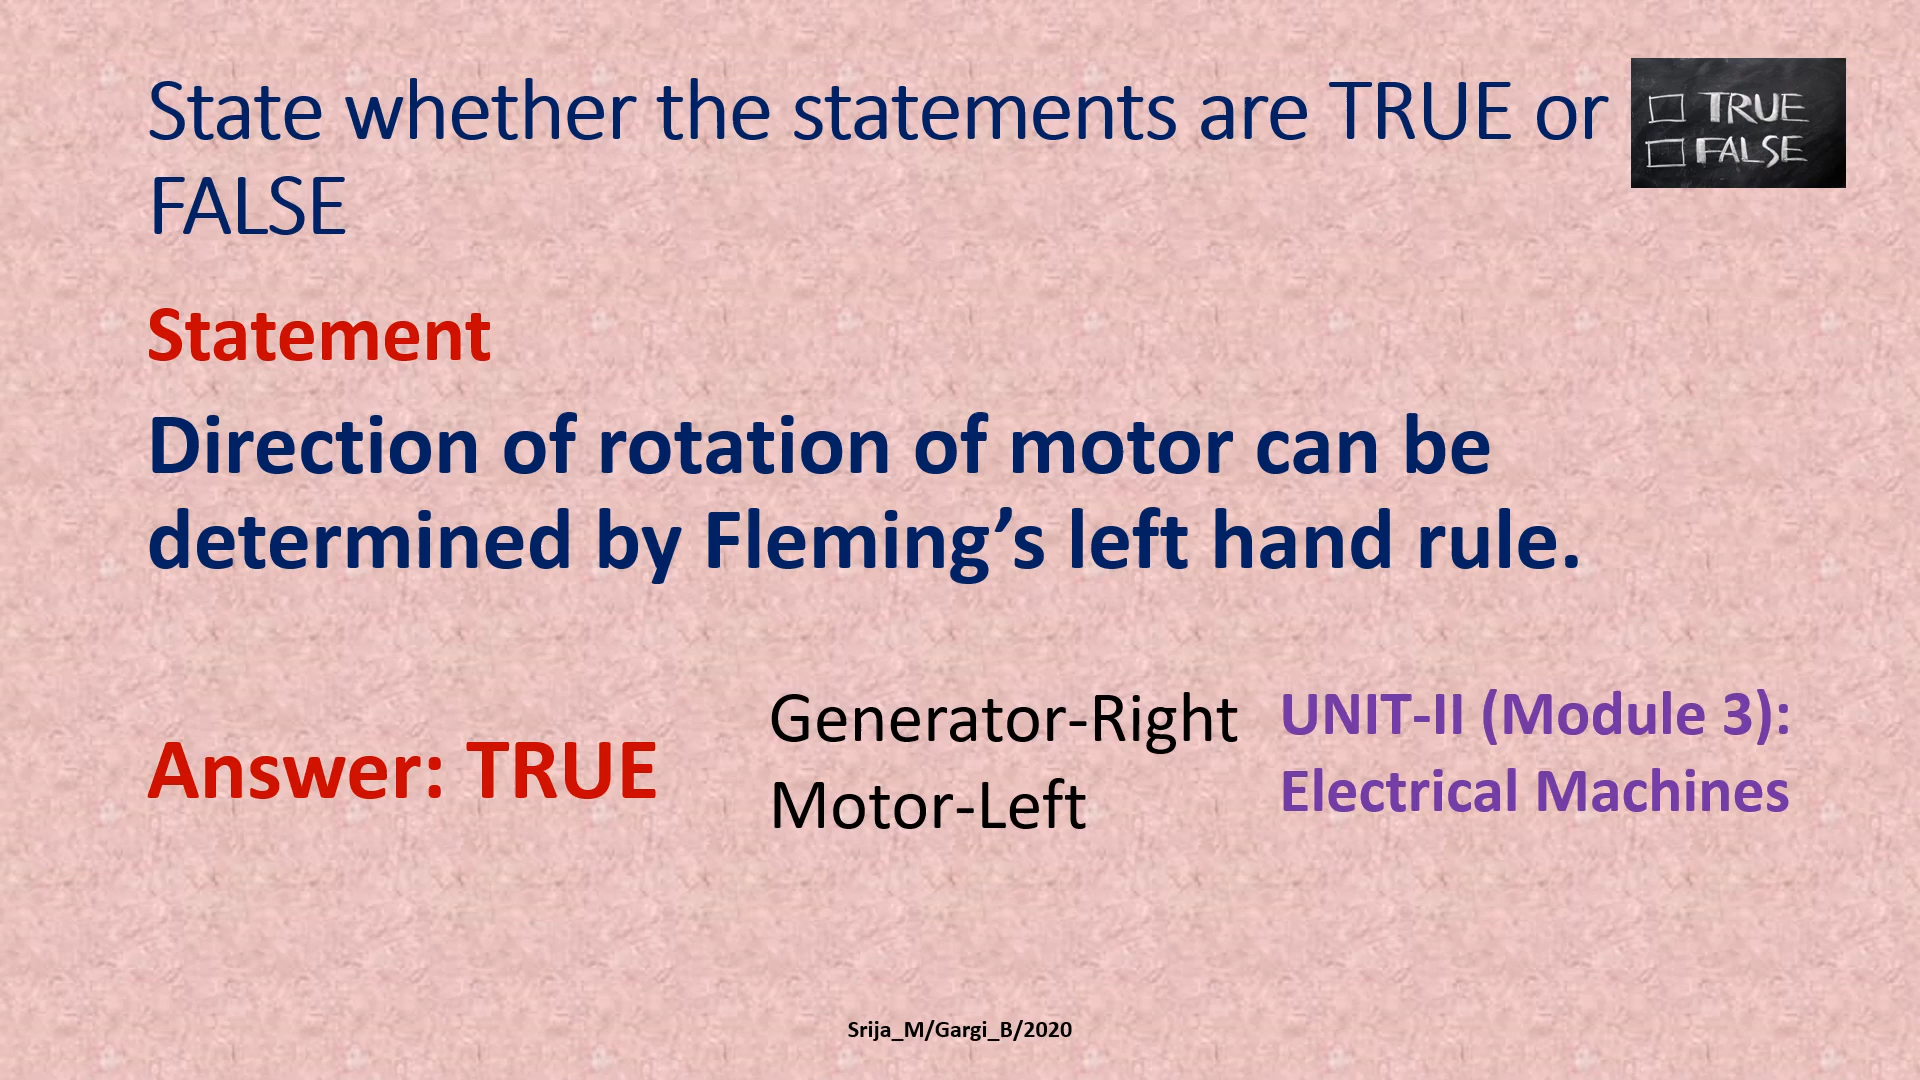 State whether the statements are TRUE or
FALSE
TRUE
FALSE
Statement
Direction of rotation of motor can be
determined by Fleming’s left hand rule.
Answer: TRUE
Generator-Right
Motor-Left
UNIT-II (Module 3):
Electrical Machines
Srija_M/Gargi_B/2020